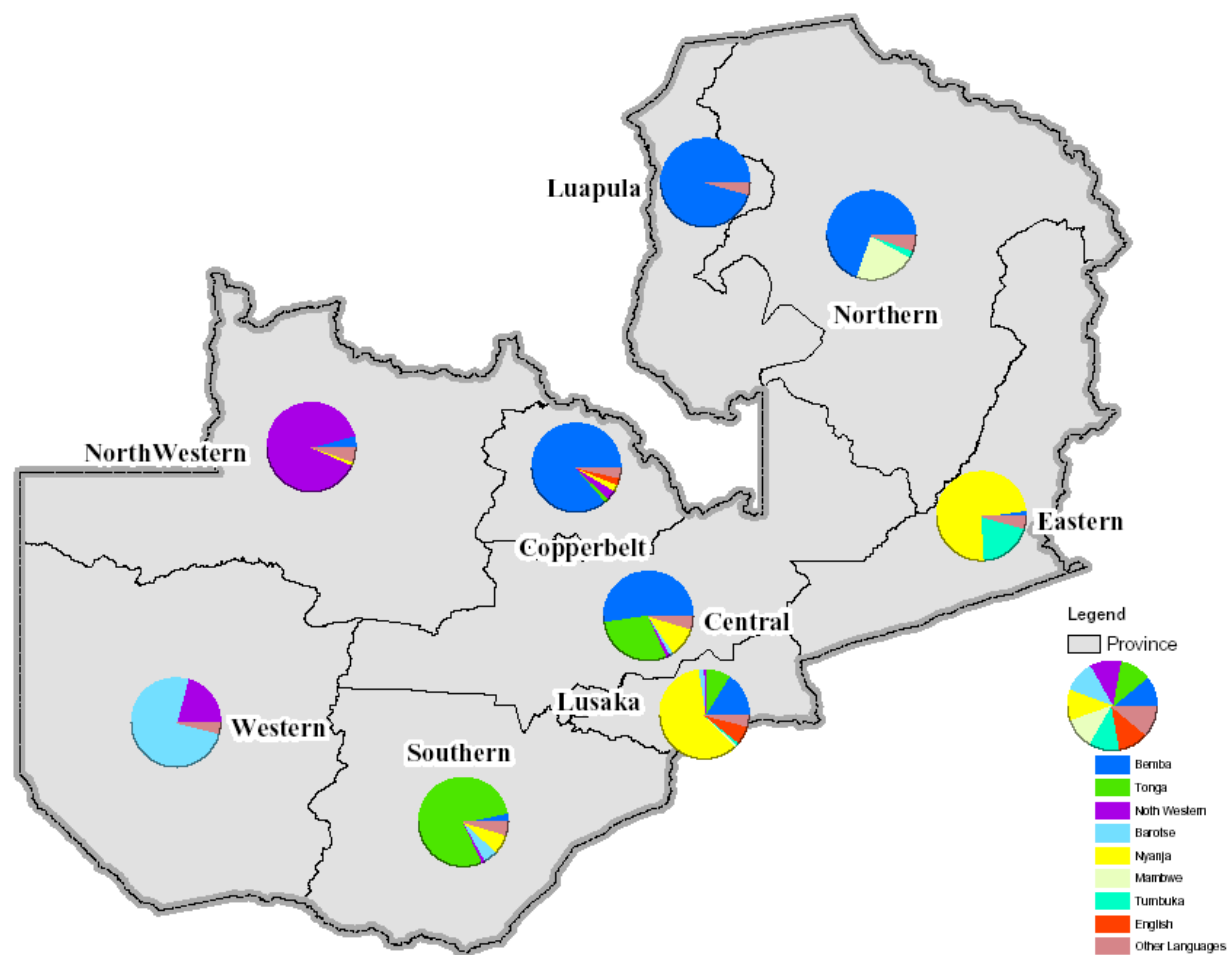 Luapula
Northern
NorthWestern
Copperbelt
Eastern
Central
Lusaka
Western
Southern
Legend
Province
Bemba
Tonga
Noth Western
Barotse
Nyanja
Mambwe
Tumbuka
English
Other Languages